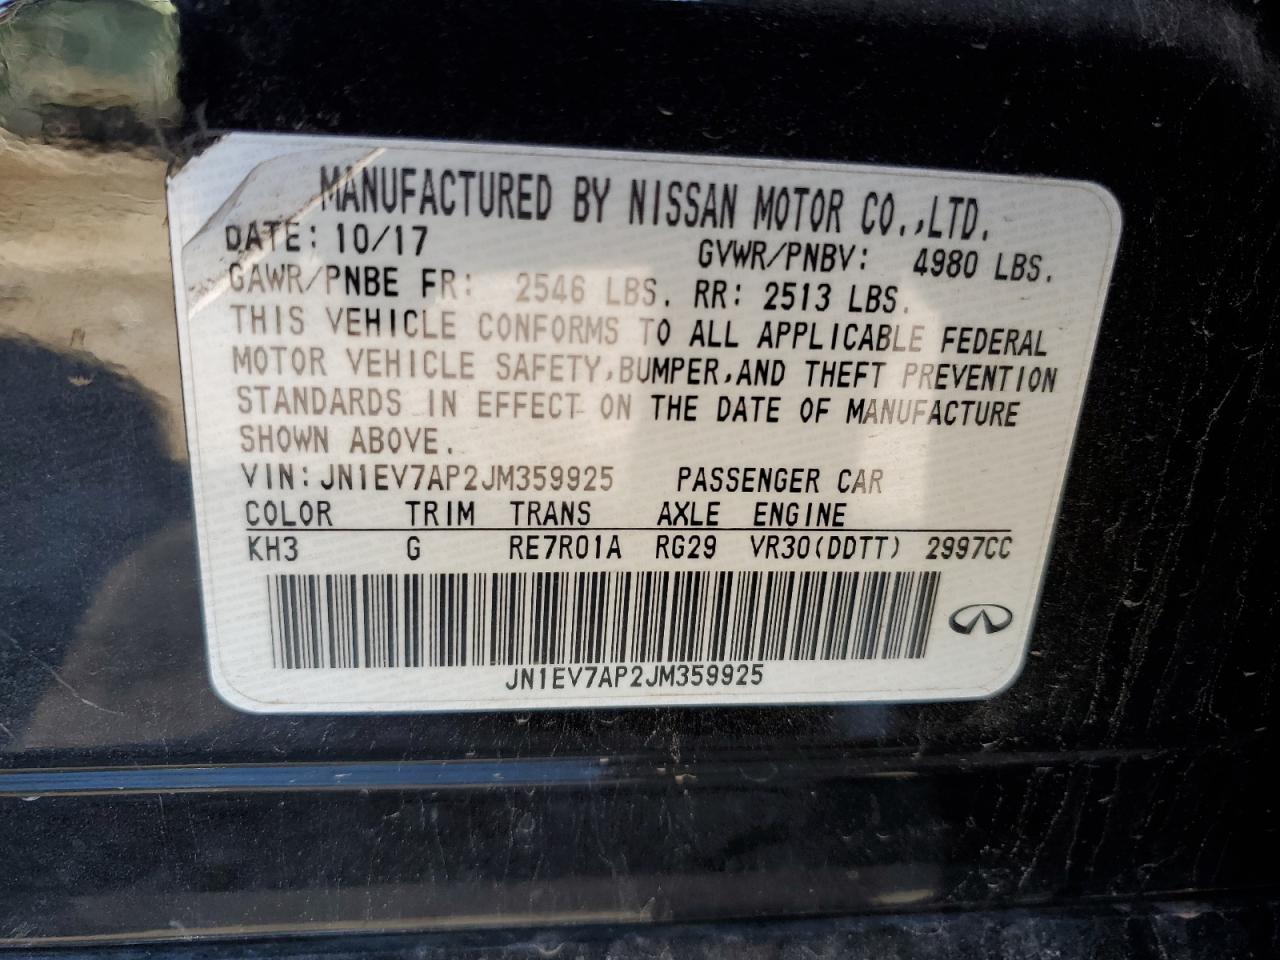 MANUFACTURED BY NISSAN MOTOR CO.,LTD.
DATE: 10/17 GVWR/PNBV: 4980 LBS.
GAWR/PNBE FR: 2546 LBS. RR: 2513 LBS.
THIS VEHICLE CONFORMS TO ALL APPLICABLE FEDERAL
MOTOR VEHICLE SAFETY,BUMPER,AND THEFT PREVENTION
STANDARDS IN EFFECT ON THE DATE OF MANUFACTURE
SHOWN ABOVE.
VIN:JN1EV7AP2JM359925 PASSENGER CAR
COLOR TRIM TRANS AXLE ENGINE
KH3 G RE7R01A RG29 VR30(DDTT) 2997CC
JN1EV7AP2JM359925